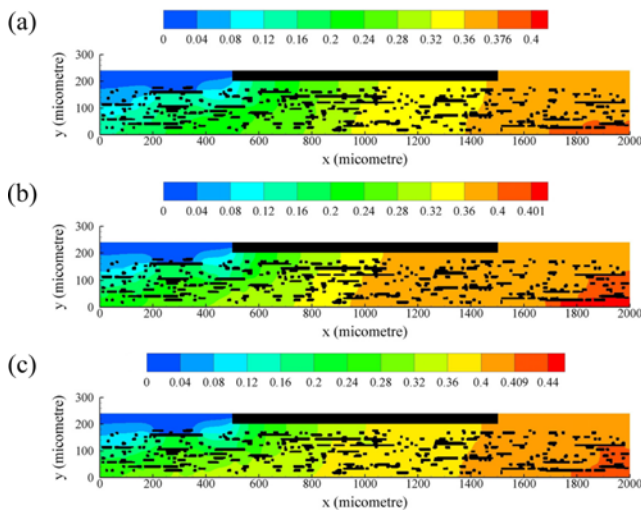 (a)
0 0.04 0.08 0.12 0.16 0.2 0.24 0.28 0.32 0.36 0.376 0.4
300
200
100
0
y (micometre)
0 200 400 600 800 1000 1200 1400 1600 1800 2000
x (micometre)
(b)
0 0.04 0.08 0.12 0.16 0.2 0.24 0.28 0.32 0.36 0.4 0.401
300
200
100
0
y (micometre)
0 200 400 600 800 1000 1200 1400 1600 1800 2000
x (micometre)
(c)
0 0.04 0.08 0.12 0.16 0.2 0.24 0.28 0.32 0.36 0.4 0.409 0.44
300
200
100
0
y (micometre)
0 200 400 600 800 1000 1200 1400 1600 1800 2000
x (micometre)